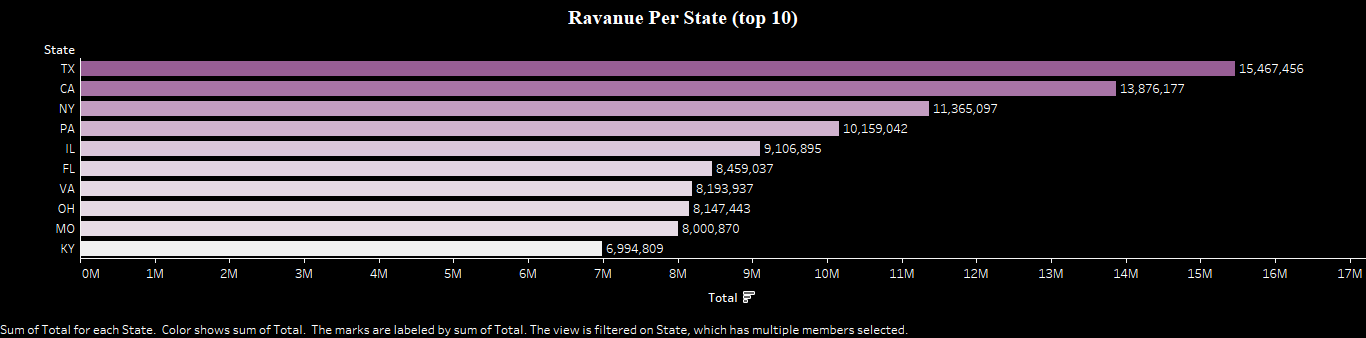 Ravanue Per State (top 10)
State
TX 15,467,456
CA 13,876,177
NY 11,365,097
PA 10,159,042
IL 9,106,895
FL 8,459,037
VA 8,193,937
OH 8,147,443
MO 8,000,870
KY 6,994,809
0M 1M 2M 3M 4M 5M 6M 7M 8M 9M 10M 11M 12M 13M 14M 15M 16M 17M
Total
Sum of Total for each State.  Color shows sum of Total.  The marks are labeled by sum of Total. The view is filtered on State, which has multiple members selected.